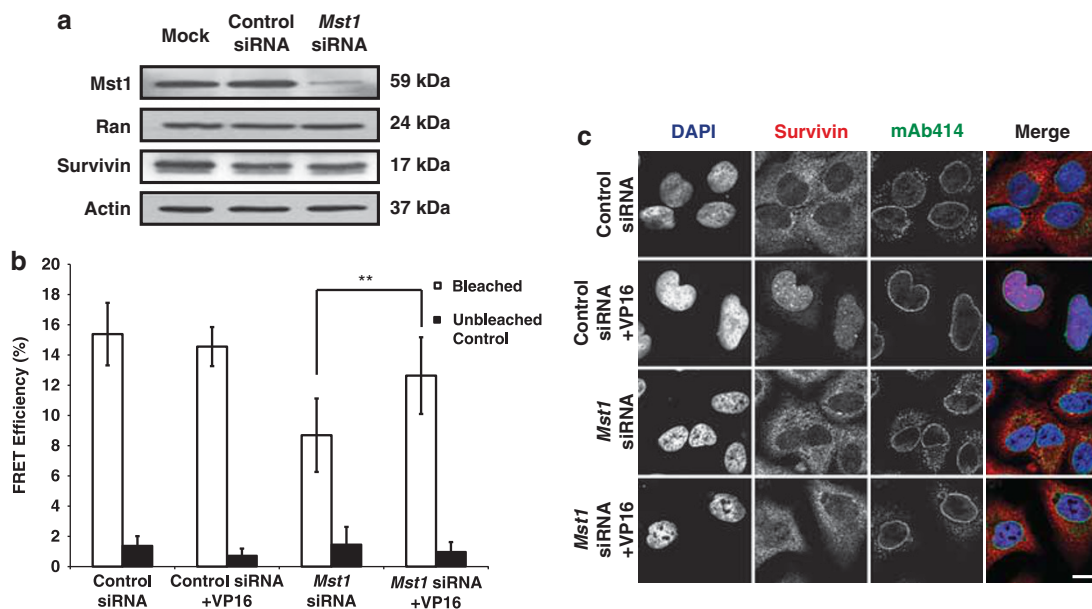 a
Mock
Control
siRNA
Mst1
siRNA
Mst1
59 kDa
Ran
24 kDa
Survivin
17 kDa
Actin
37 kDa
b
FRET Efficiency (%)
20
18
16
14
12
10
8
6
4
2
0
**
Bleached
Unbleached
Control
Control
siRNA
Control siRNA
+VP16
Mst1
siRNA
Mst1 siRNA
+VP16
c
DAPI
Survivin
mAb414
Merge
Control
siRNA
Control
siRNA
+VP16
Mst1
siRNA
Mst1
siRNA
+VP16